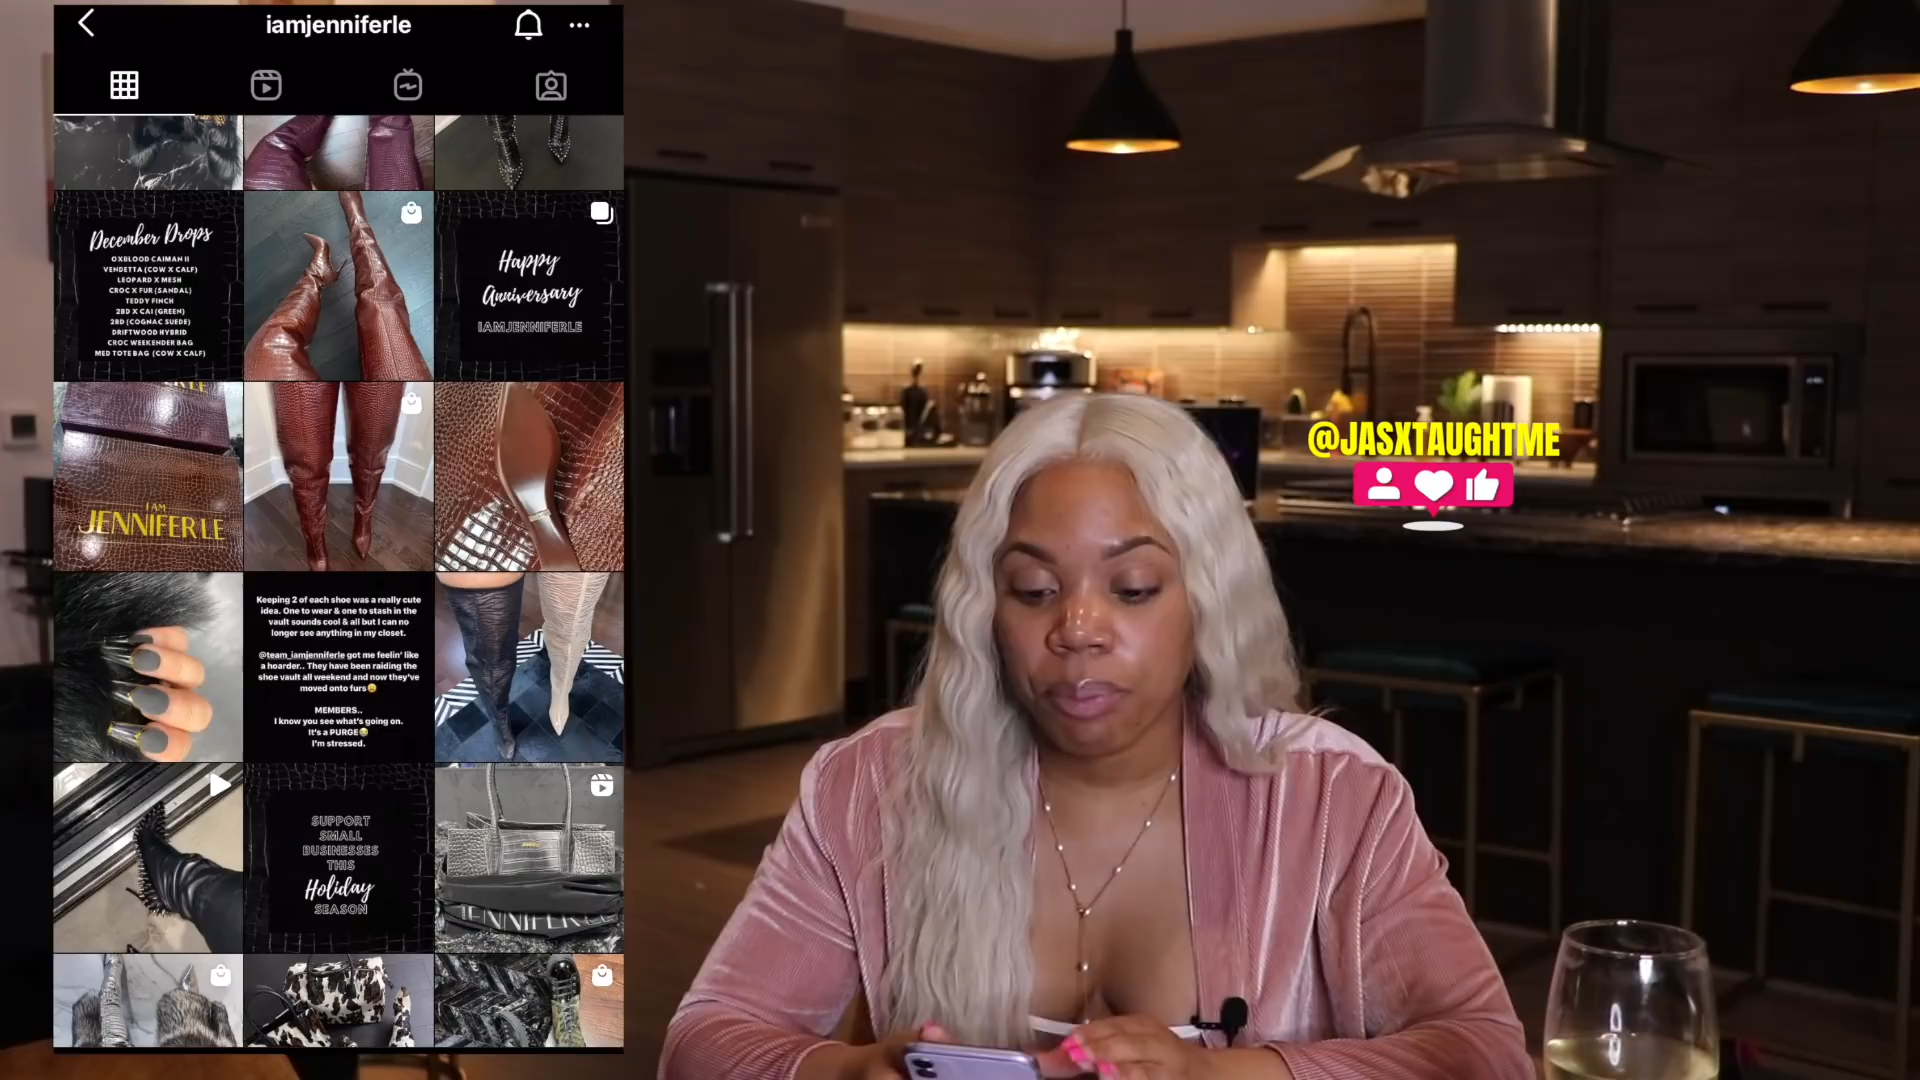 iamjenniferle
December Drops
OXBLOOD CAIMAN II
VENDETTA (COW X CALF)
LEOPARD X MESH
CROC X FUR (SANDAL)
TEDDY FINCH
2BD X CAI (GREEN)
2BD (COGNAC SUEDE)
DRIFTWOOD HYBRID
CROC WEEKENDER BAG
MED TOTE BAG (COW X CALF)
Happy
Anniversary
IAMJENNIFERLE
I AM
JENNIFER LE
Keeping 2 of each shoe was a really cute
idea. One to wear & one to stash in the
vault sounds cool & all but I can no
longer see anything in my closet.
@team_iamjenniferle got me feelin' like
a hoarder.. They have been raiding the
shoe vault all weekend and now they've
moved onto furs😩
MEMBERS..
I know you see what's going on.
It's a PURGE😭
I'm stressed.
SUPPORT
SMALL
BUSINESSES
THIS
Holiday
SEASON
@JASXTAUGHTME